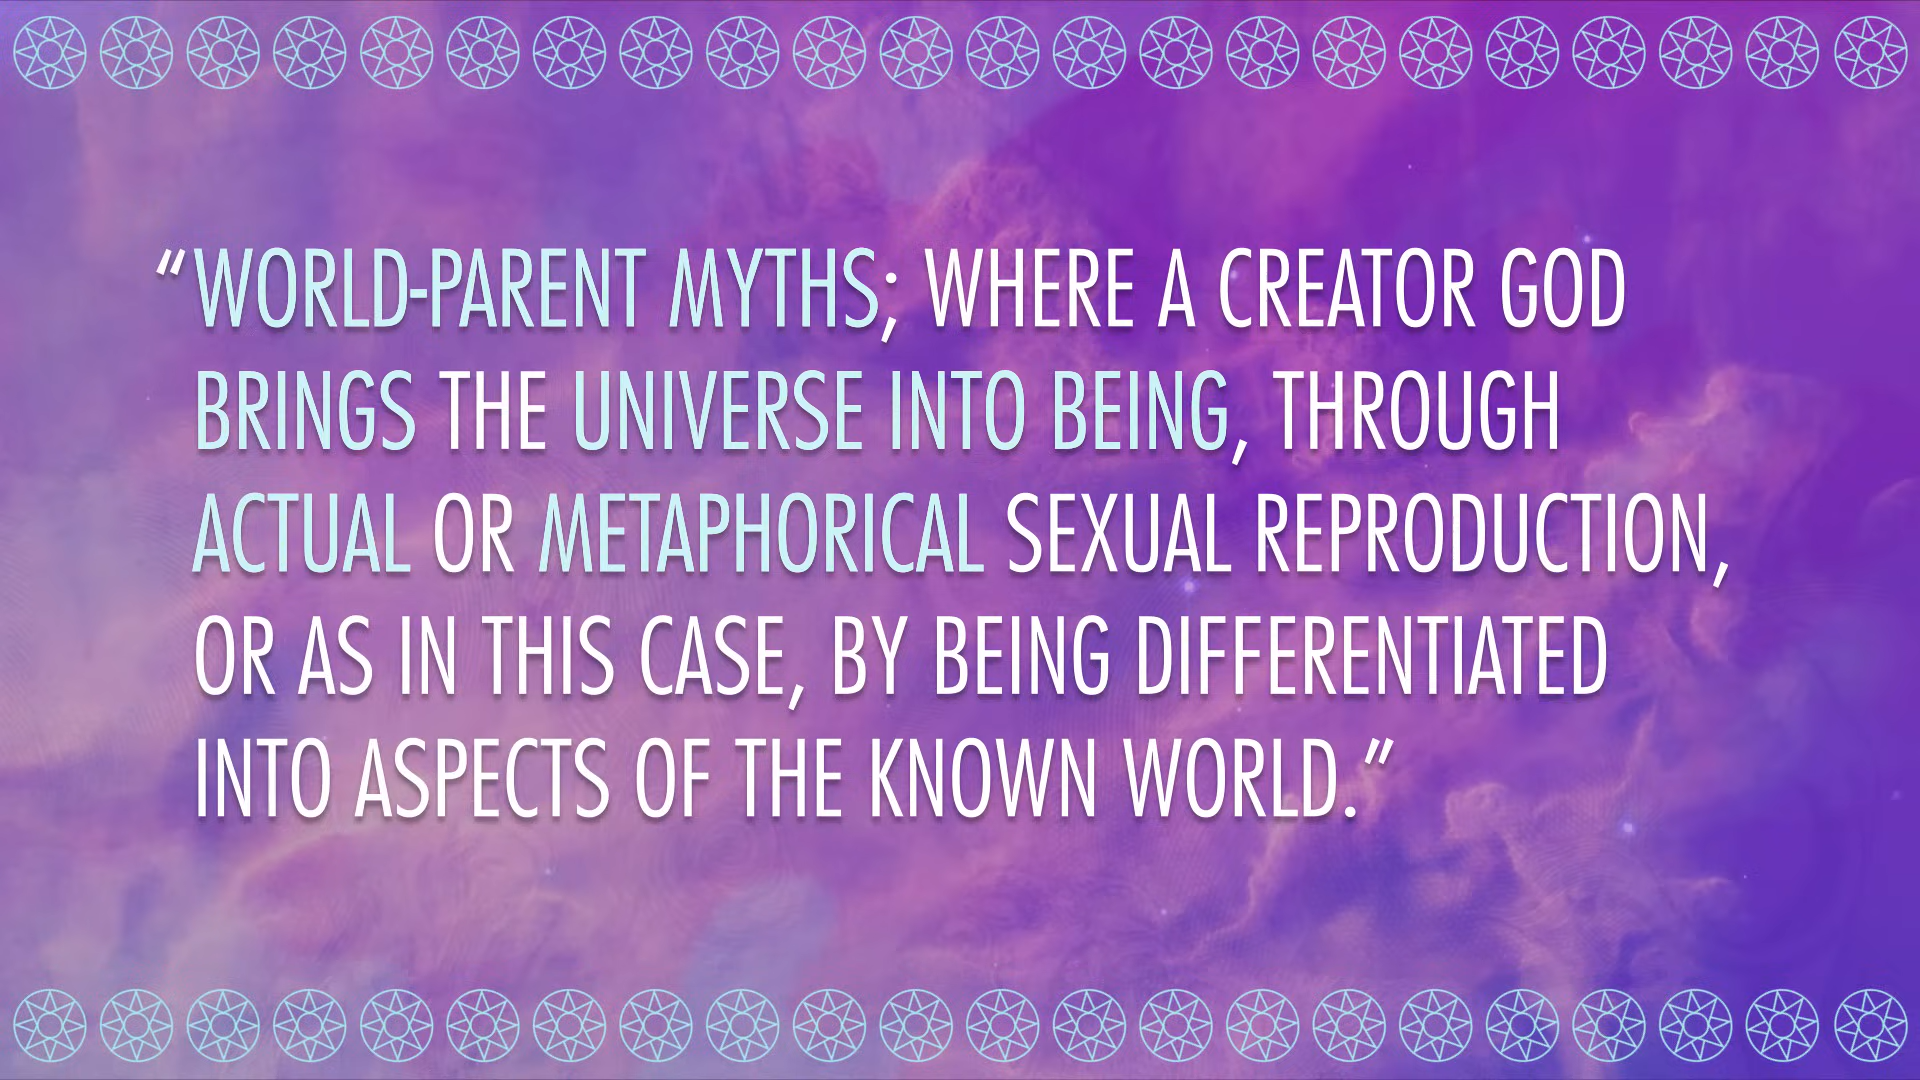 “WORLD-PARENT MYTHS; WHERE A CREATOR GOD
BRINGS THE UNIVERSE INTO BEING, THROUGH
ACTUAL OR METAPHORICAL SEXUAL REPRODUCTION,
OR AS IN THIS CASE, BY BEING DIFFERENTIATED
INTO ASPECTS OF THE KNOWN WORLD.”